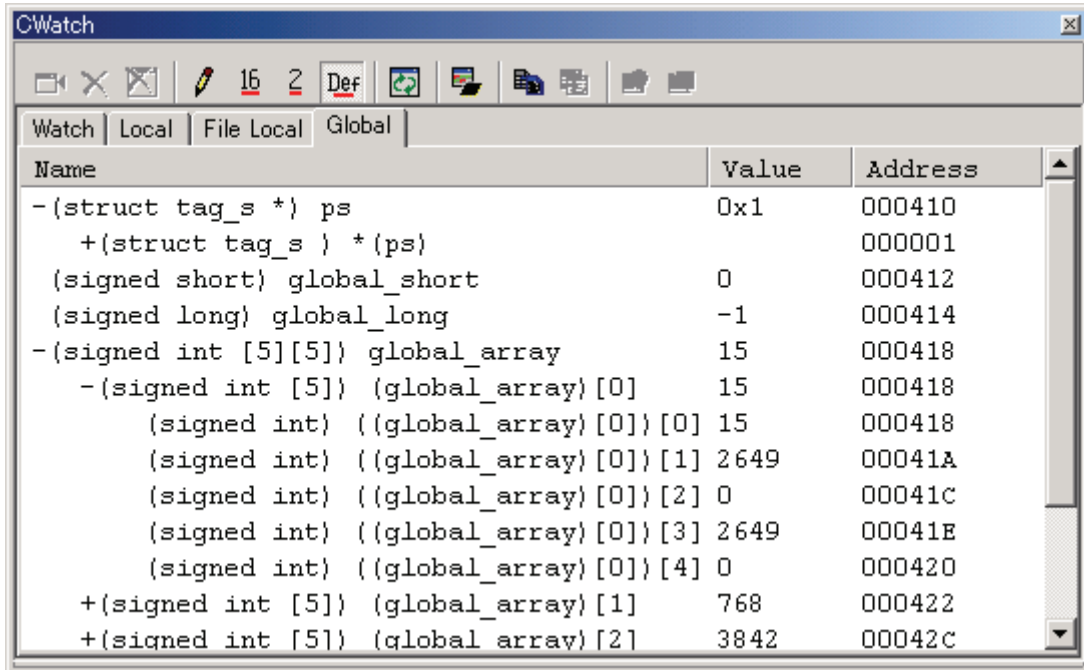 CWatch
16 2 Def
Watch Local File Local Global
Name Value Address
-(struct tag_s *) ps 0x1 000410
+(struct tag_s ) *(ps) 000001
(signed short) global_short 0 000412
(signed long) global_long -1 000414
-(signed int [5][5]) global_array 15 000418
-(signed int [5]) (global_array)[0] 15 000418
(signed int) ((global_array)[0])[0] 15 000418
(signed int) ((global_array)[0])[1] 2649 00041A
(signed int) ((global_array)[0])[2] 0 00041C
(signed int) ((global_array)[0])[3] 2649 00041E
(signed int) ((global_array)[0])[4] 0 000420
+(signed int [5]) (global_array)[1] 768 000422
+(signed int [5]) (global_array)[2] 3842 00042C